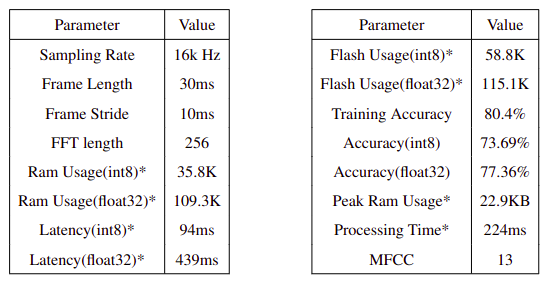 Parameter Value
Sampling Rate 16k Hz
Frame Length 30ms
Frame Stride 10ms
FFT length 256
Ram Usage(int8)* 35.8K
Ram Usage(float32)* 109.3K
Latency(int8)* 94ms
Latency(float32)* 439ms
Parameter Value
Flash Usage(int8)* 58.8K
Flash Usage(float32)* 115.1K
Training Accuracy 80.4%
Accuracy(int8) 73.69%
Accuracy(float32) 77.36%
Peak Ram Usage* 22.9KB
Processing Time* 224ms
MFCC 13